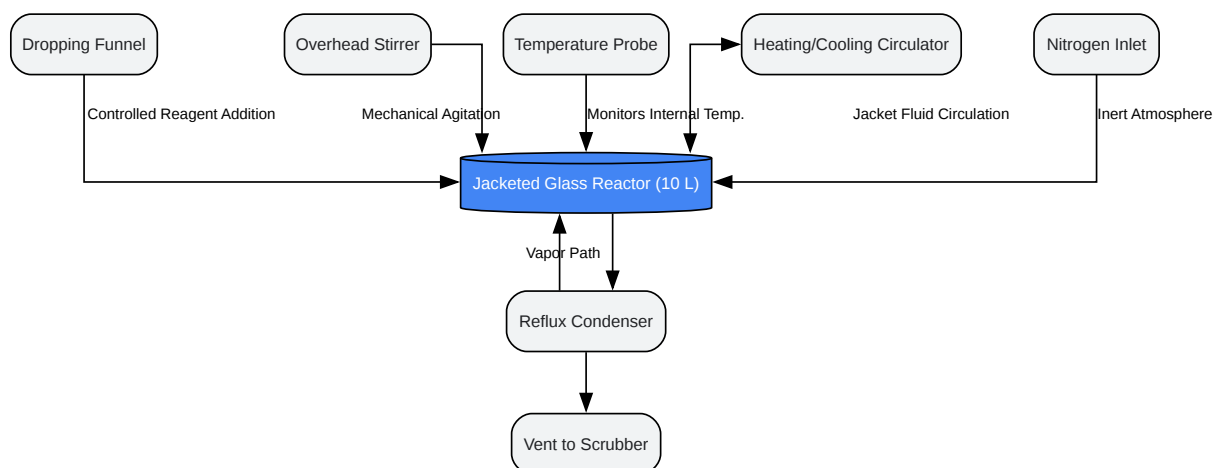 Dropping Funnel
Overhead Stirrer
Temperature Probe
Heating/Cooling Circulator
Nitrogen Inlet
Controlled Reagent Addition
Mechanical Agitation
Monitors Internal Temp.
Jacket Fluid Circulation
Inert Atmosphere
Jacketed Glass Reactor (10 L)
Vapor Path
Reflux Condenser
Vent to Scrubber